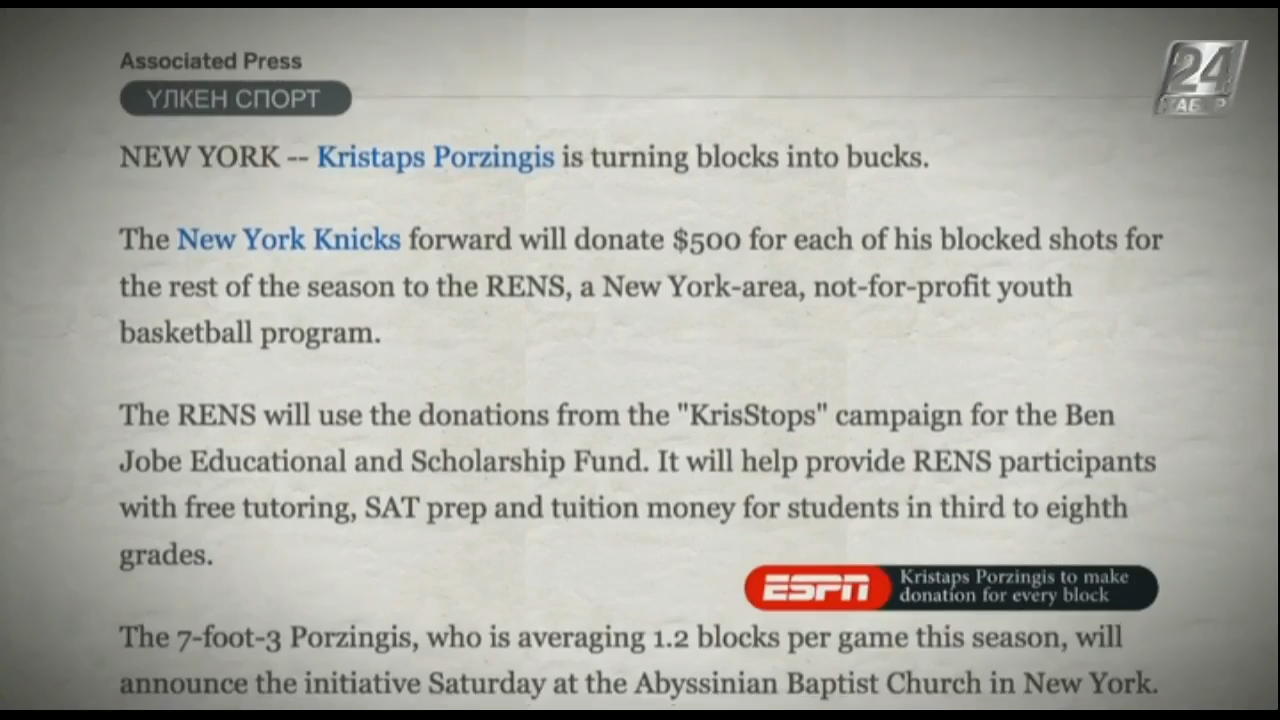 Associated Press
ҮЛКЕН СПОРТ
24
ХАБАР
NEW YORK -- Kristaps Porzingis is turning blocks into bucks.
The New York Knicks forward will donate $500 for each of his blocked shots for
the rest of the season to the RENS, a New York-area, not-for-profit youth
basketball program.
The RENS will use the donations from the "KrisStops" campaign for the Ben
Jobe Educational and Scholarship Fund. It will help provide RENS participants
with free tutoring, SAT prep and tuition money for students in third to eighth
grades.
ESPN
Kristaps Porzingis to make
donation for every block
The 7-foot-3 Porzingis, who is averaging 1.2 blocks per game this season, will
announce the initiative Saturday at the Abyssinian Baptist Church in New York.